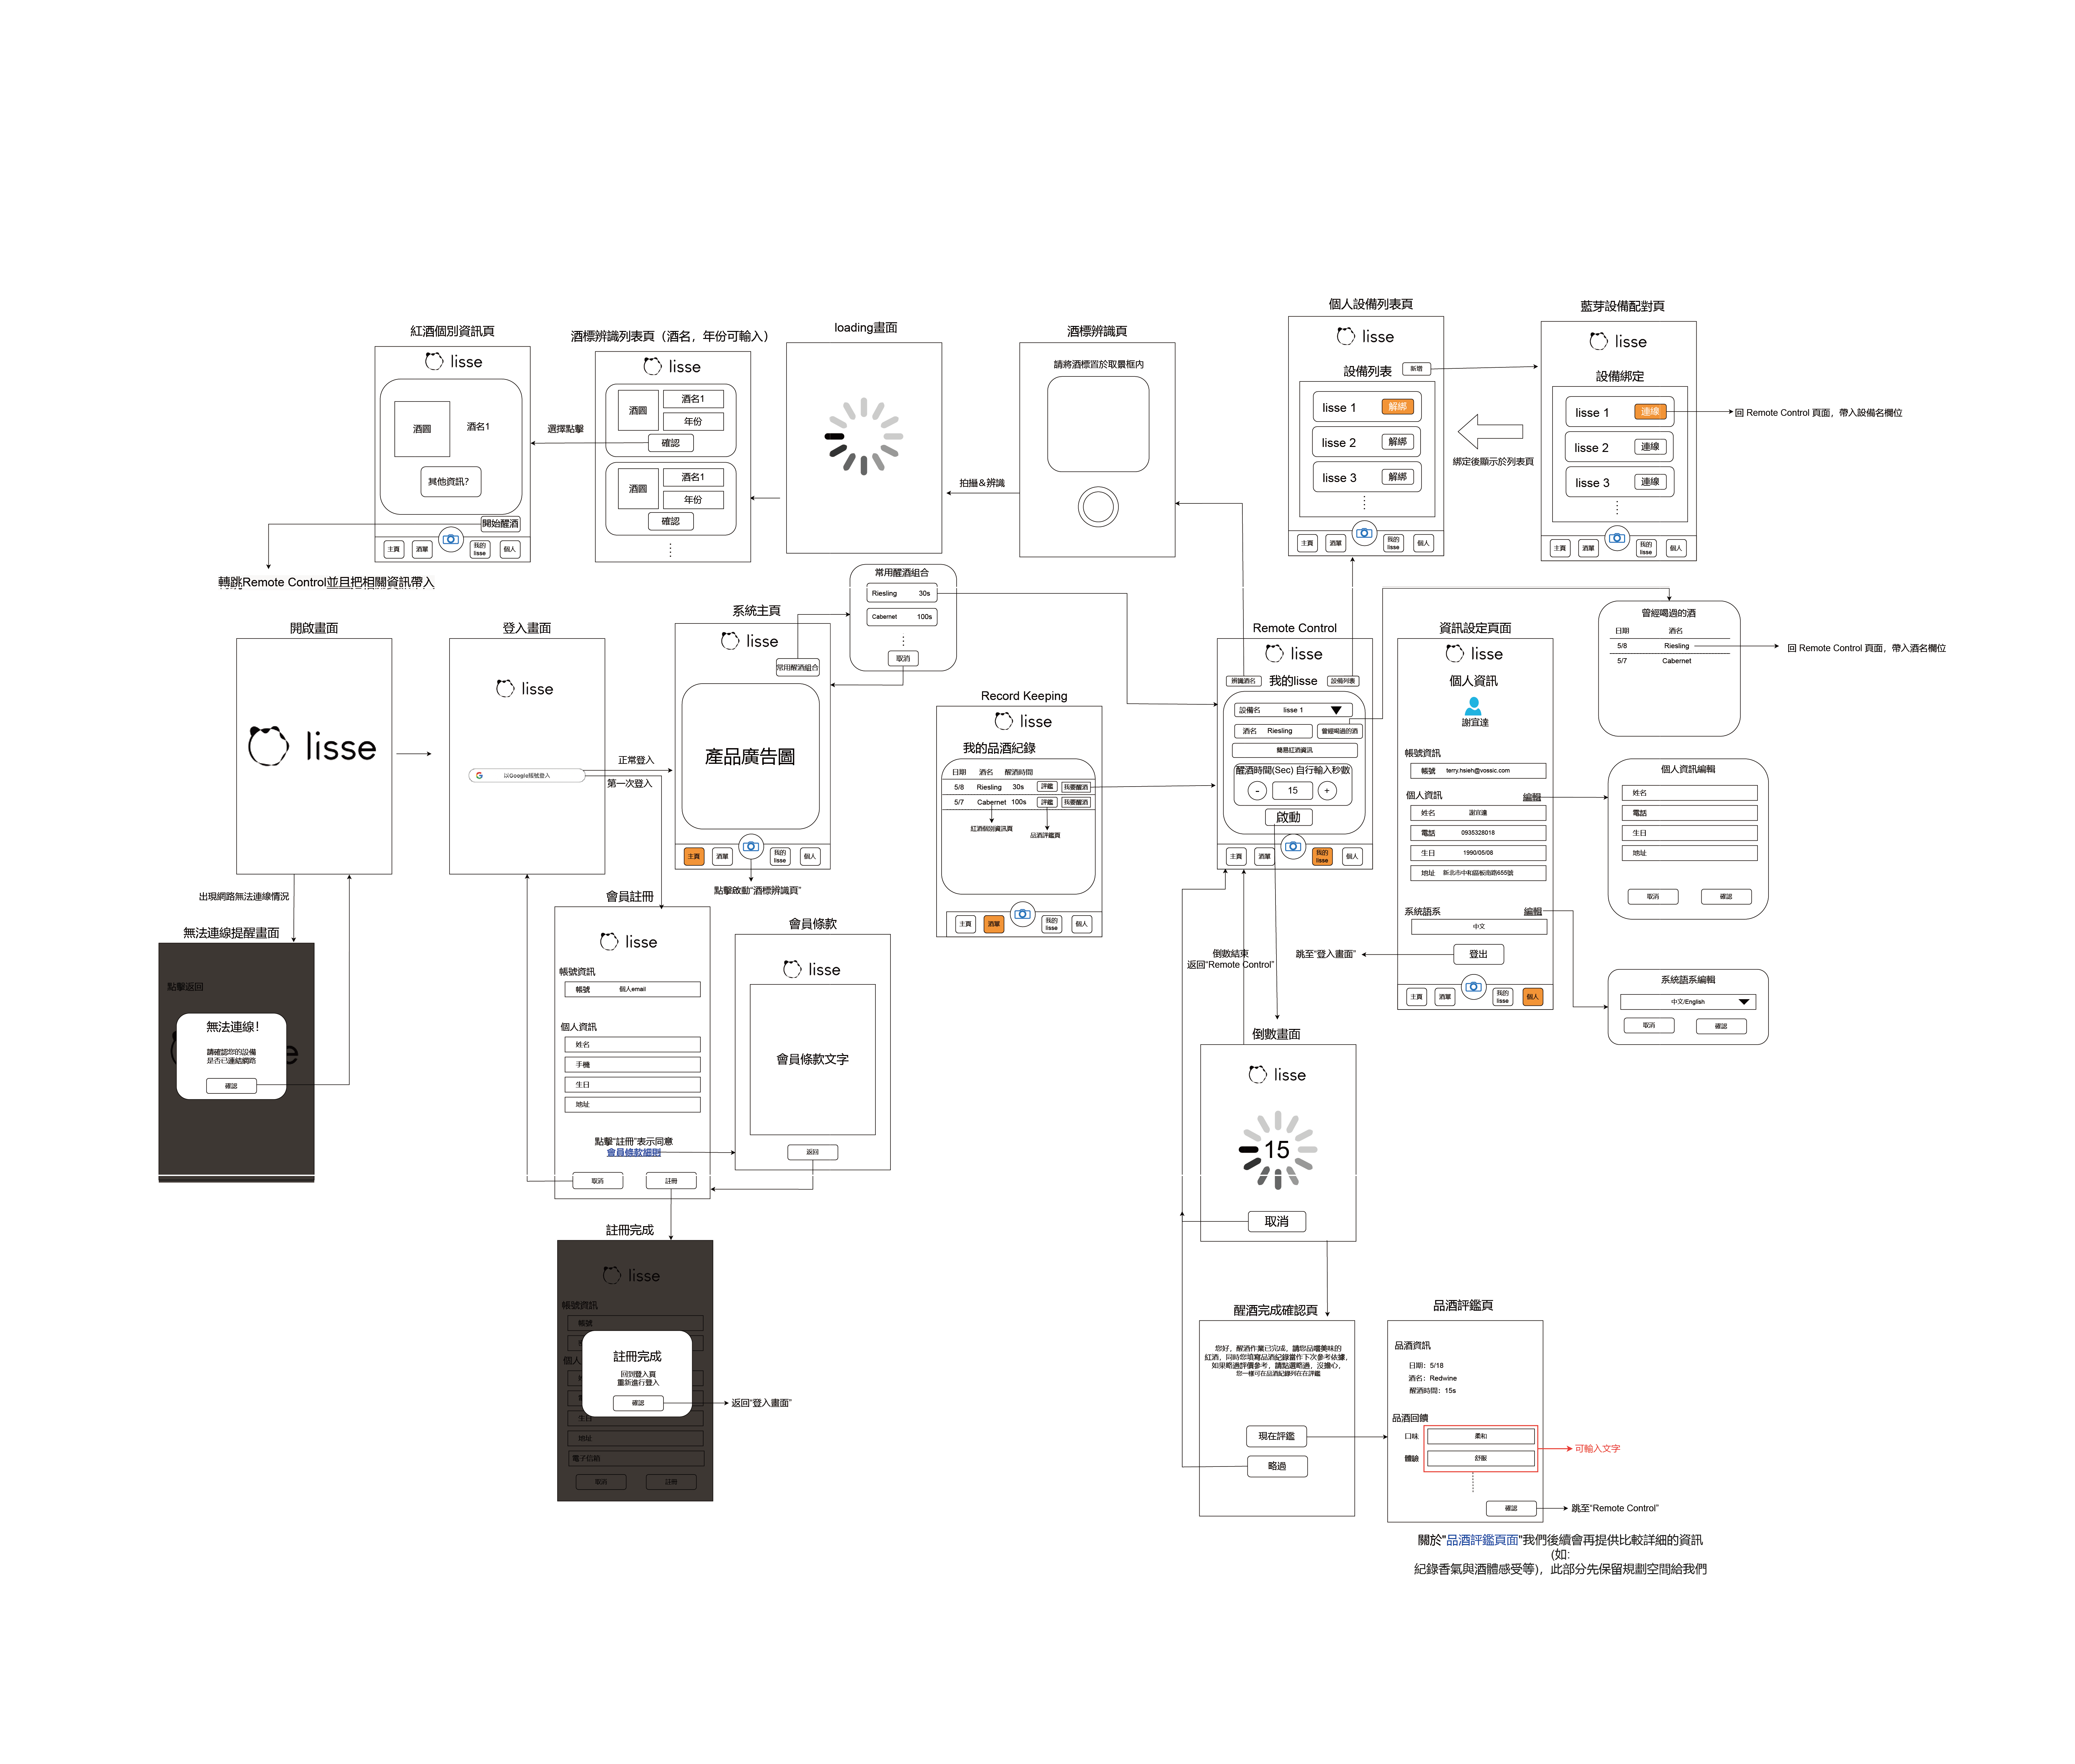 紅酒個別資訊頁
lisse
酒圖
酒名1
其他資訊?
開始醒酒
主頁
酒單
我的
lisse
個人
轉跳Remote Control並且把相關資訊帶入
選擇點擊
酒標辨識列表頁（酒名，年份可輸入）
lisse
酒圖
酒名1
年份
確認
酒圖
酒名1
年份
確認
loading畫面
拍攝&辨識
酒標辨識頁
請將酒標置於取景框內
個人設備列表頁
lisse
設備列表
新增
lisse 1
解綁
lisse 2
解綁
lisse 3
解綁
主頁
酒單
我的
lisse
個人
綁定後顯示於列表頁
藍芽設備配對頁
lisse
設備綁定
lisse 1
連線
lisse 2
連線
lisse 3
連線
主頁
酒單
我的
lisse
個人
回 Remote Control 頁面，帶入設備名欄位
開啟畫面
lisse
出現網路無法連線情況
無法連線提醒畫面
點擊返回
無法連線！
請確認您的設備
是否已連結網路
確認
登入畫面
lisse
以Google帳號登入
正常登入
第一次登入
系統主頁
lisse
常用醒酒組合
產品廣告圖
主頁
酒單
我的
lisse
個人
點擊啟動“酒標辨識頁”
常用醒酒組合
Riesling 30s
Cabernet 100s
取消
會員註冊
lisse
帳號資訊
帳號 個人email
個人資訊
姓名
手機
生日
地址
點擊“註冊”表示同意
會員條款細則
取消
註冊
會員條款
lisse
會員條款文字
返回
註冊完成
lisse
帳號資訊
帳號
個人
生日
地址
電子信箱
取消
註冊
註冊完成
回到登入頁
重新進行登入
確認
返回“登入畫面”
Record Keeping
lisse
我的品酒紀錄
日期 酒名 醒酒時間
5/8 Riesling 30s 評鑑 我要醒酒
5/7 Cabernet 100s 評鑑 我要醒酒
紅酒個別資訊頁
品酒評鑑頁
主頁
酒單
我的
lisse
個人
Remote Control
lisse
辨識酒名
我的lisse
設備列表
設備名 lisse 1
酒名 Riesling
曾經喝過的酒
簡易紅酒資訊
醒酒時間(Sec) 自行輸入秒數
- 15 +
啟動
主頁
酒單
我的
lisse
個人
倒數結束
返回“Remote Control”
資訊設定頁面
lisse
個人資訊
謝宜達
帳號資訊
帳號 terry.hsieh@vossic.com
個人資訊
編輯
姓名 謝宜達
電話 0935328018
生日 1990/05/08
地址 新北市中和區板南路655號
系統語系
編輯
中文
登出
跳至“登入畫面”
主頁
酒單
我的
lisse
個人
曾經喝過的酒
日期 酒名
5/8 Riesling
5/7 Cabernet
回 Remote Control 頁面，帶入酒名欄位
個人資訊編輯
姓名
電話
生日
地址
取消
確認
系統語系編輯
中文/English
取消
確認
倒數畫面
lisse
15
取消
醒酒完成確認頁
您好，醒酒作業已完成，請您品嚐美味的
紅酒，同時您填寫品酒紀錄當作下次參考依據，
如果略過評價參考，請點選略過，沒擔心，
您一樣可在品酒紀錄列在在評鑑
現在評鑑
略過
品酒評鑑頁
品酒資訊
日期：5/18
酒名：Redwine
醒酒時間：15s
品酒回饋
口味 柔和
體驗 舒服
可輸入文字
確認
跳至“Remote Control”
關於“品酒評鑑頁面”我們後續會再提供比較詳細的資訊
(如:
紀錄香氣與酒體感受等)，此部分先保留規劃空間給我們